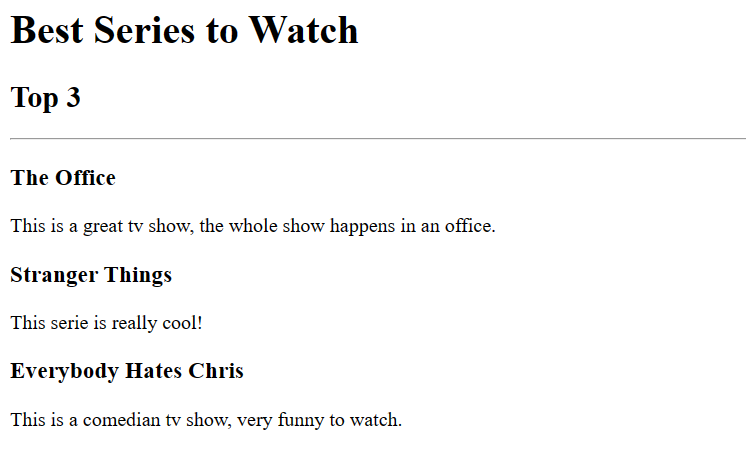 Best Series to Watch
Top 3
The Office
This is a great tv show, the whole show happens in an office.
Stranger Things
This serie is really cool!
Everybody Hates Chris
This is a comedian tv show, very funny to watch.